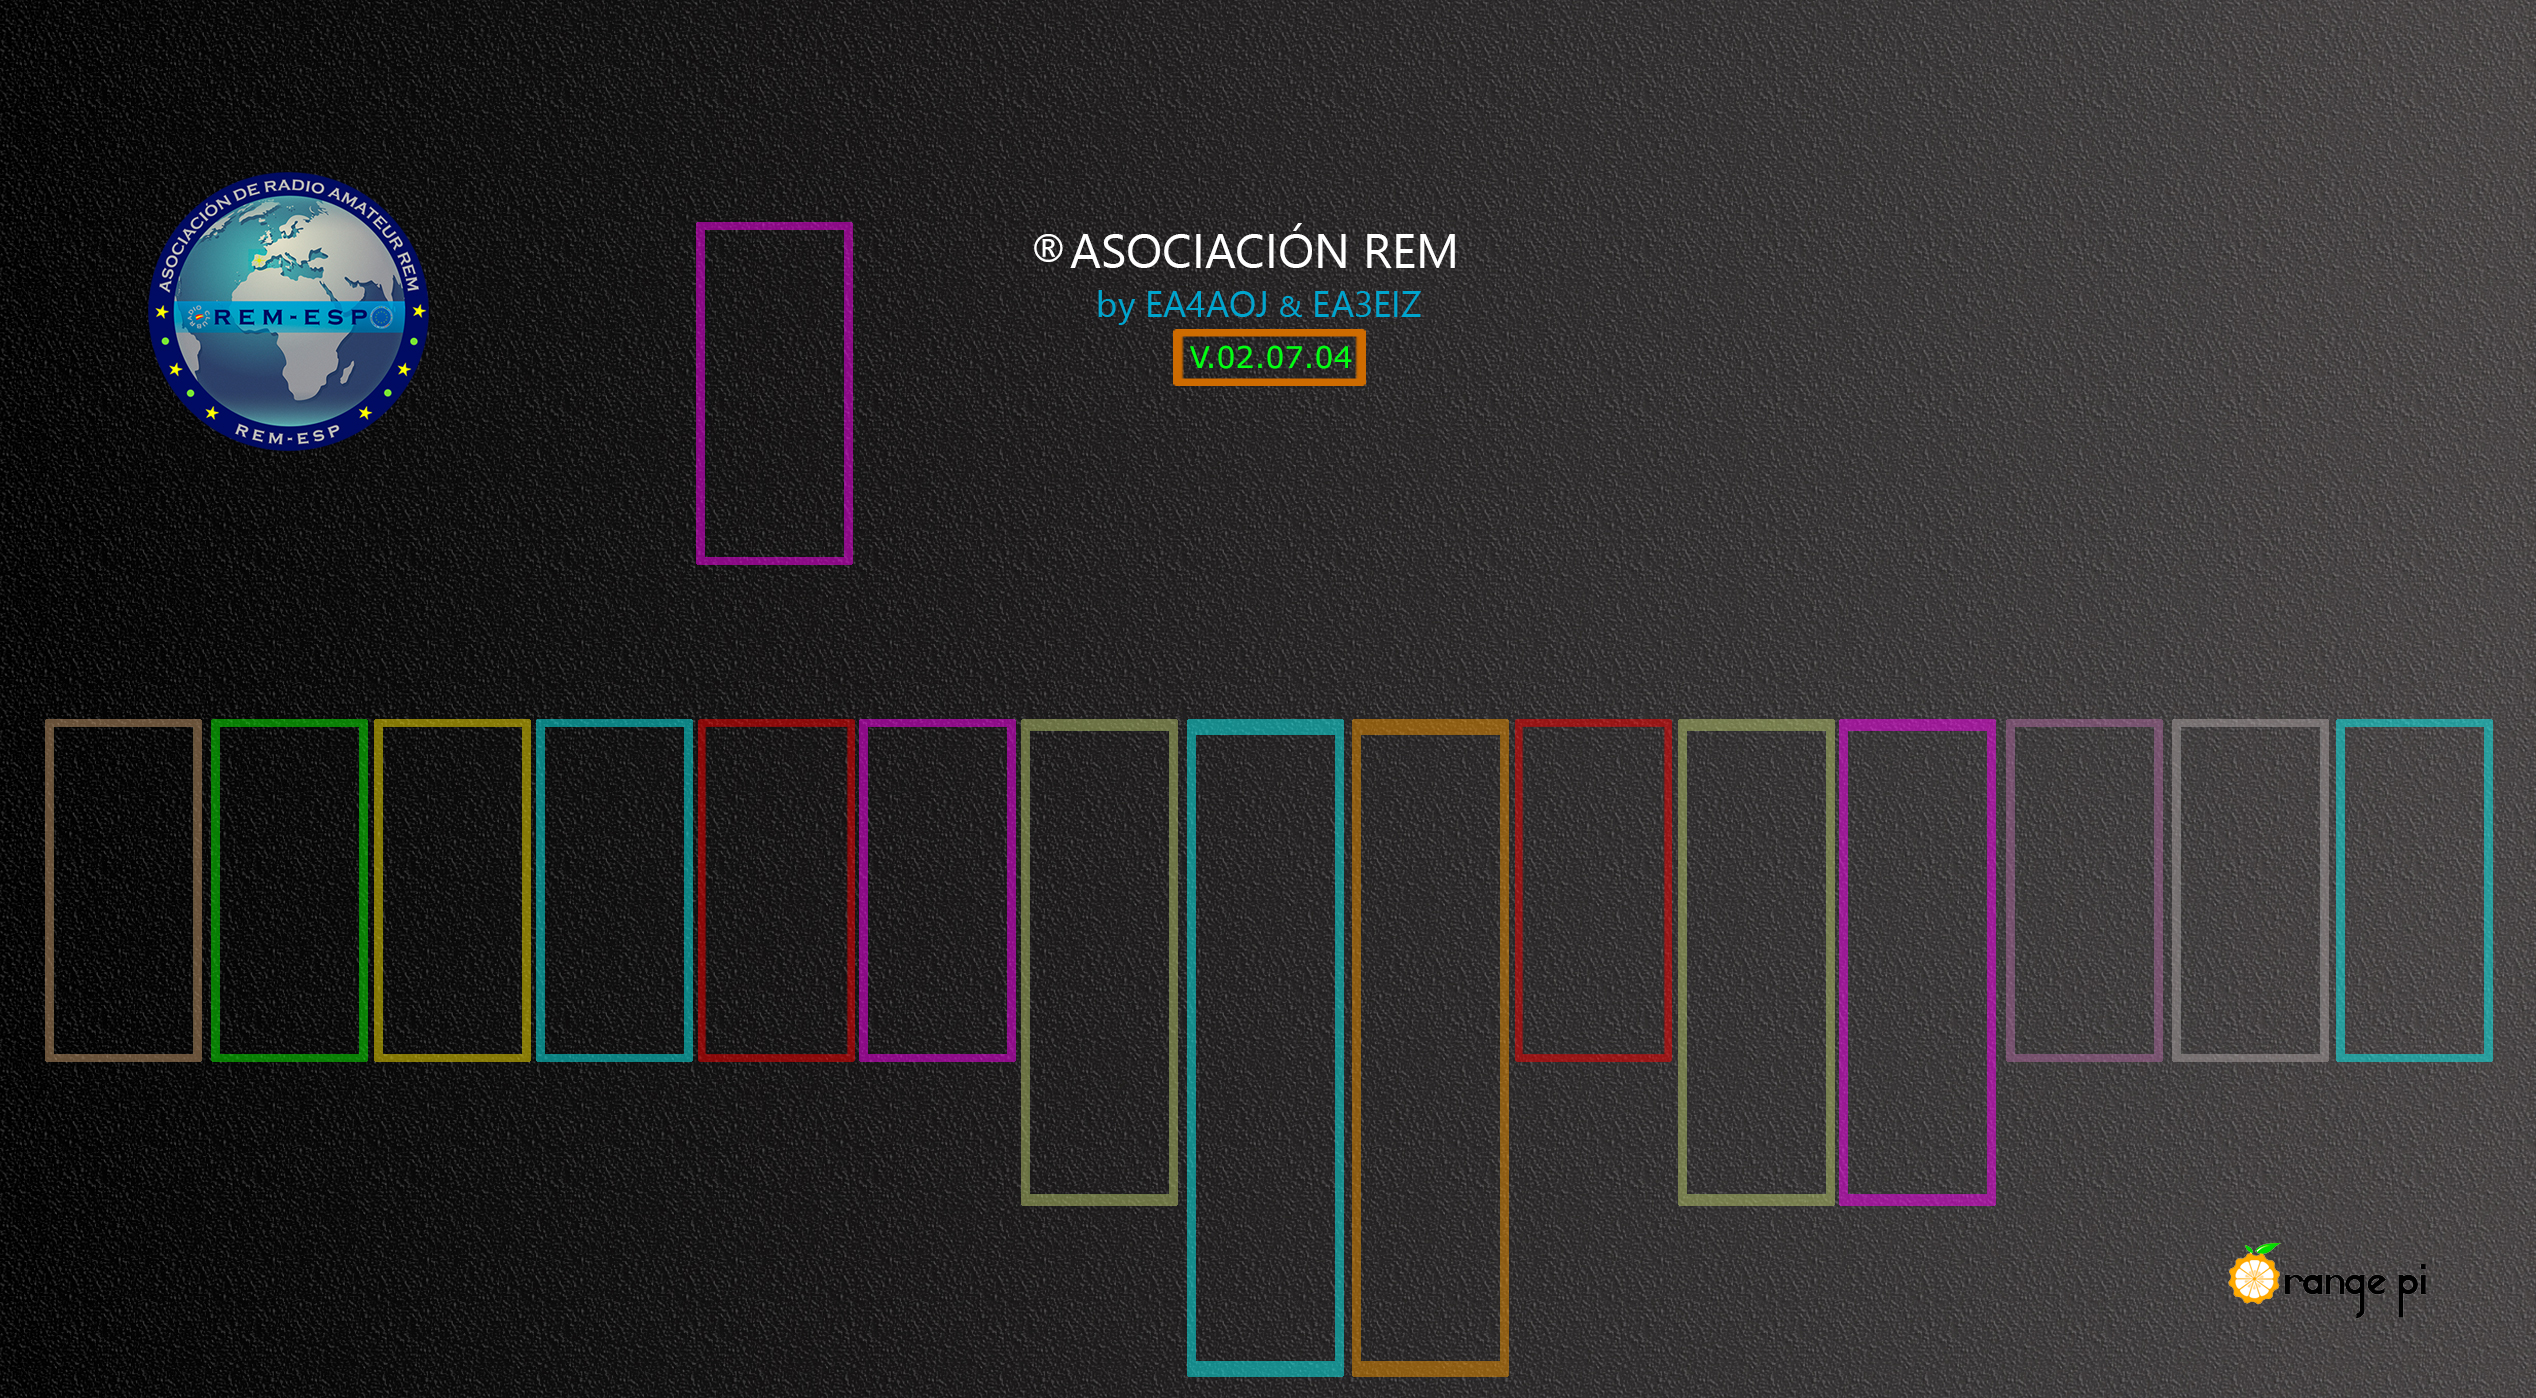 ASOCIACIÓN DE RADIO AMATEUR REM
REM-ESP
REM-ESP
® ASOCIACIÓN REM
by EA4AOJ & EA3EIZ
V.02.07.04
range pi